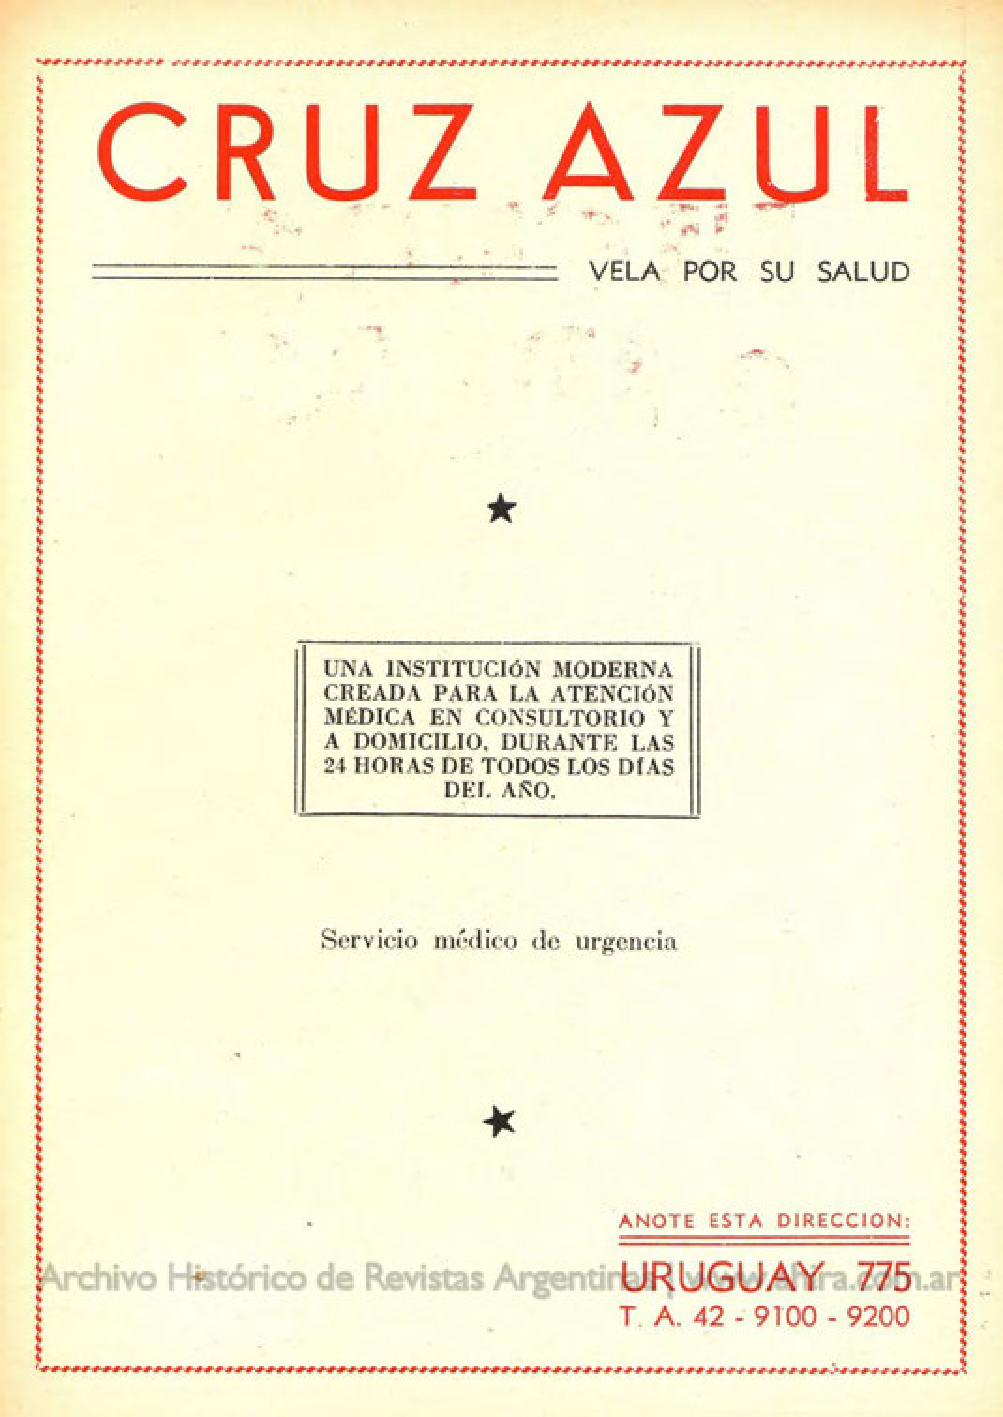 CRUZ AZUL
VELA POR SU SALUD
UNA INSTITUCIÓN MODERNA
CREADA PARA LA ATENCIÓN
MÉDICA EN CONSULTORIO Y
A DOMICILIO, DURANTE LAS
24 HORAS DE TODOS LOS DÍAS
DEL AÑO.
Servicio médico de urgencia
ANOTE ESTA DIRECCION:
URUGUAY 775
T. A. 42 - 9100 - 9200
Archivo Histórico de Revistas Argentinas | www.ahira.com.ar